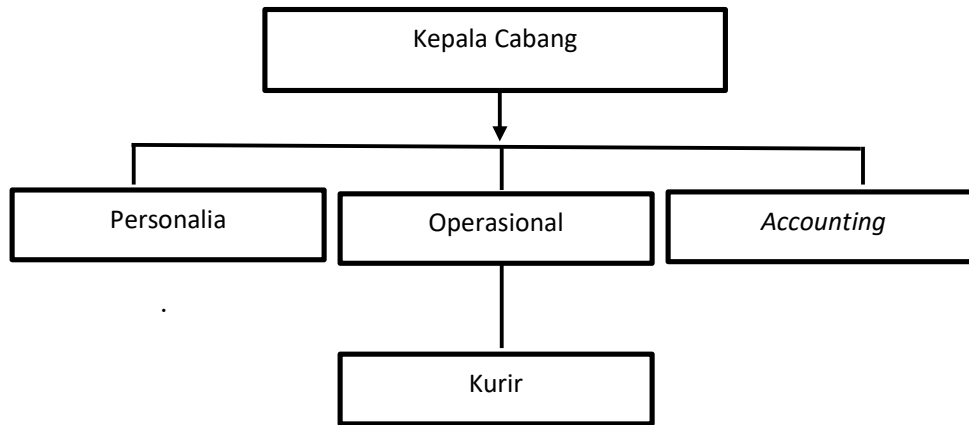 Kepala Cabang
Personalia
Operasional
Accounting
.
Kurir